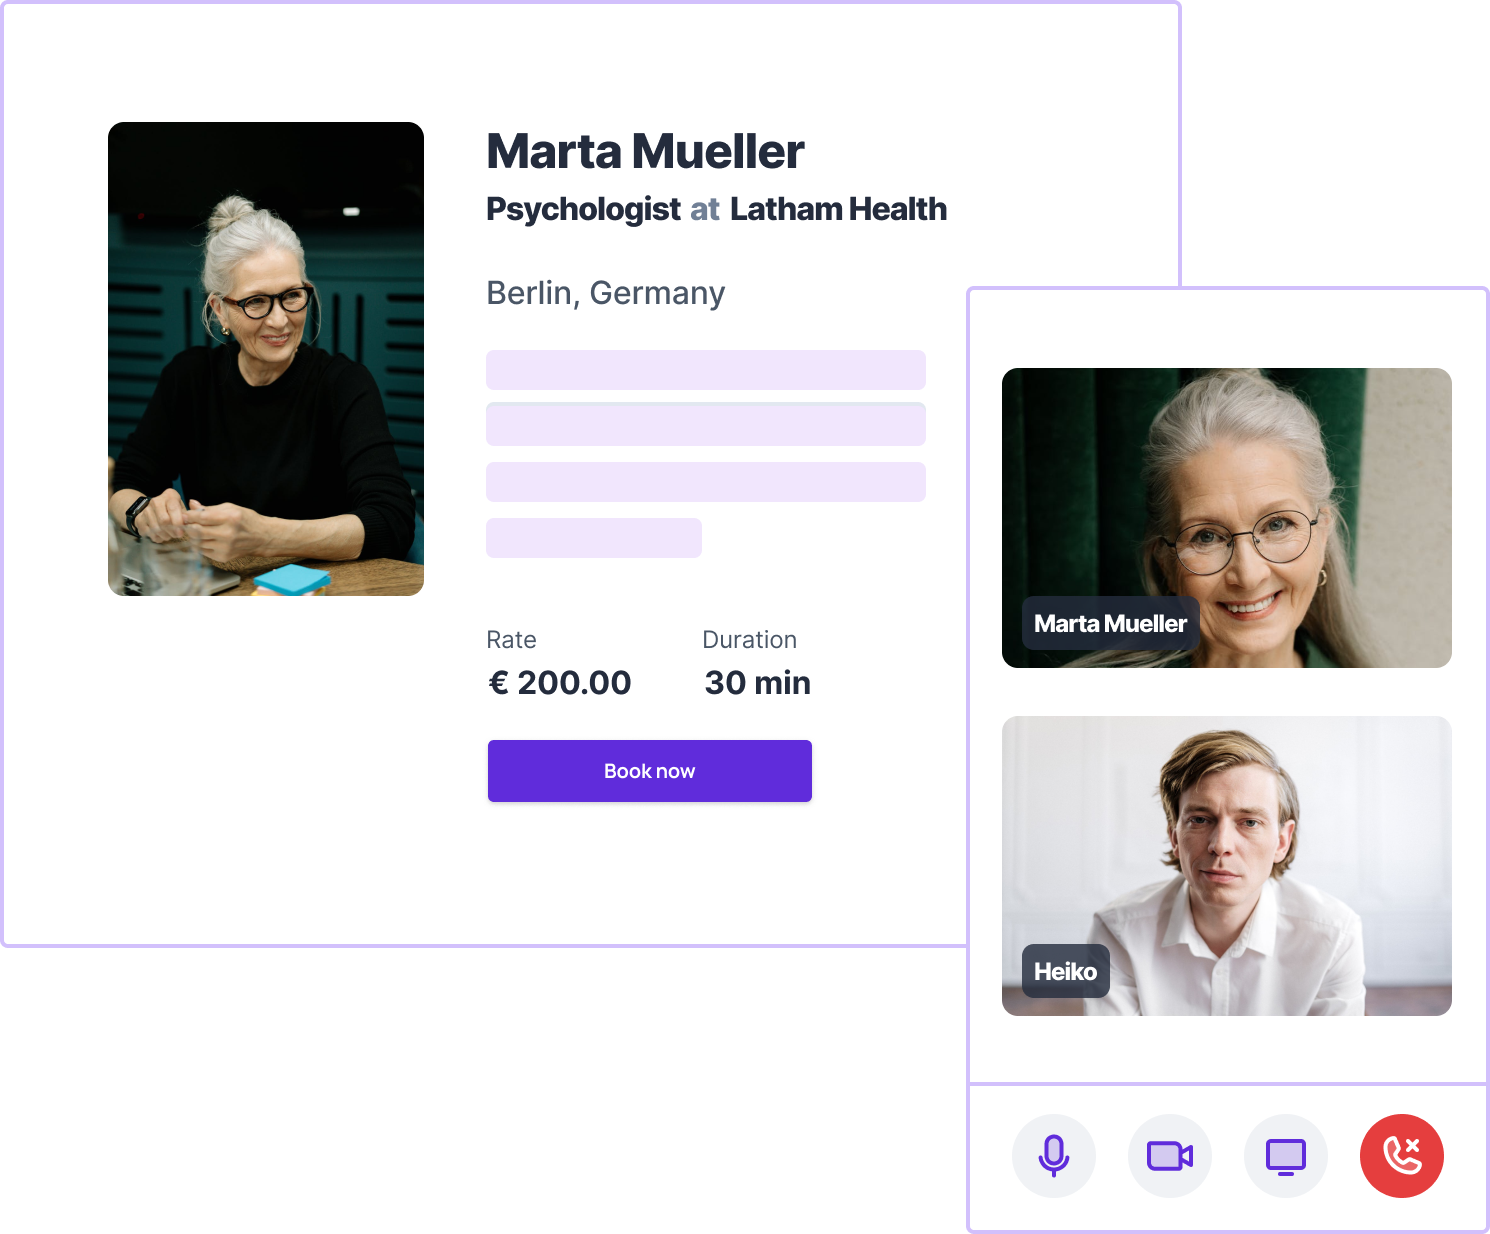 Marta Mueller
Psychologist at Latham Health
Berlin, Germany
Rate
Duration
€ 200.00
30 min
Book now
Marta Mueller
Heiko